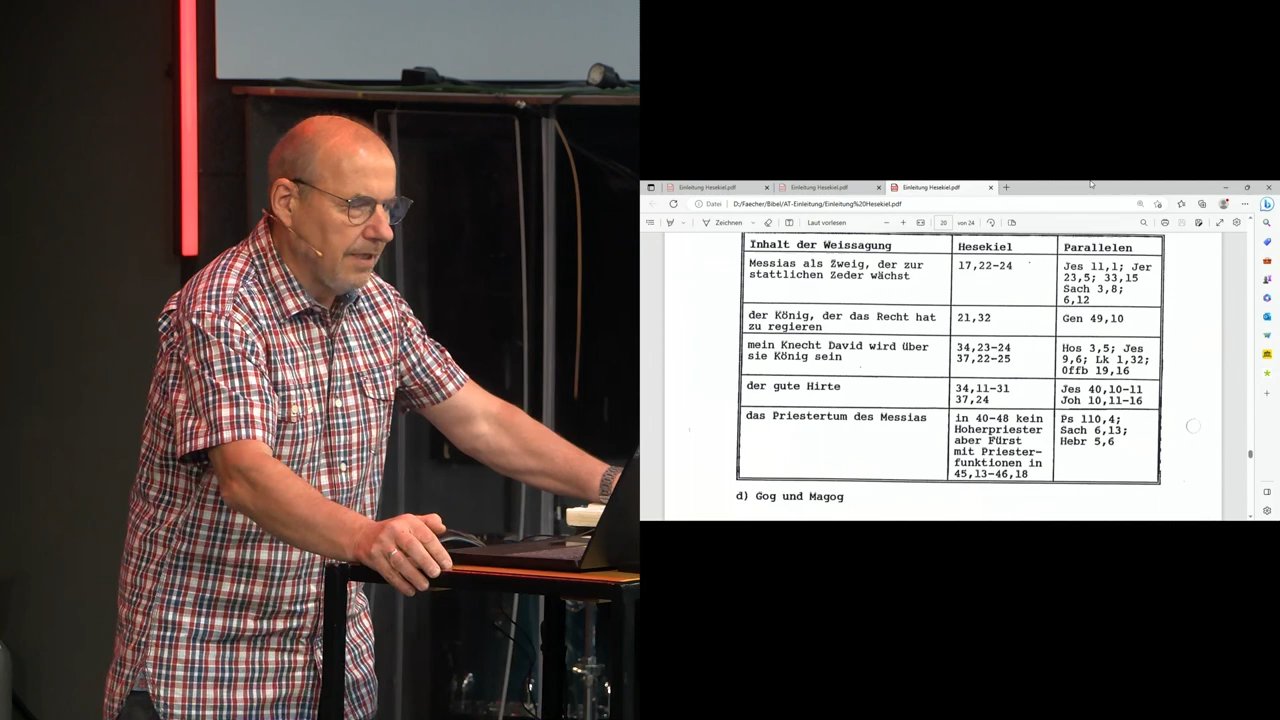 Einleitung Hesekiel.pdf
Einleitung Hesekiel.pdf
Einleitung Hesekiel.pdf
Datei
D:/Faecher/Bibel/AT-Einleitung/Einleitung%20Hesekiel.pdf
Zeichnen
Laut vorlesen
20 von 24
Inhalt der Weissagung
Hesekiel
Parallelen
Messias als Zweig, der zur
stattlichen Zeder wächst
17,22-24
Jes 11,1; Jer
23,5; 33,15
Sach 3,8;
6,12
der König, der das Recht hat
zu regieren
21,32
Gen 49,10
mein Knecht David wird über
sie König sein
34,23-24
37,22-25
Hos 3,5; Jes
9,6; Lk 1,32;
Offb 19,16
der gute Hirte
34,11-31
37,24
Jes 40,10-11
Joh 10,11-16
das Priestertum des Messias
in 40-48 kein
Hoherpriester
aber Fürst
mit Priester-
funktionen in
45,13-46,18
Ps 110,4;
Sach 6,13;
Hebr 5,6
d) Gog und Magog